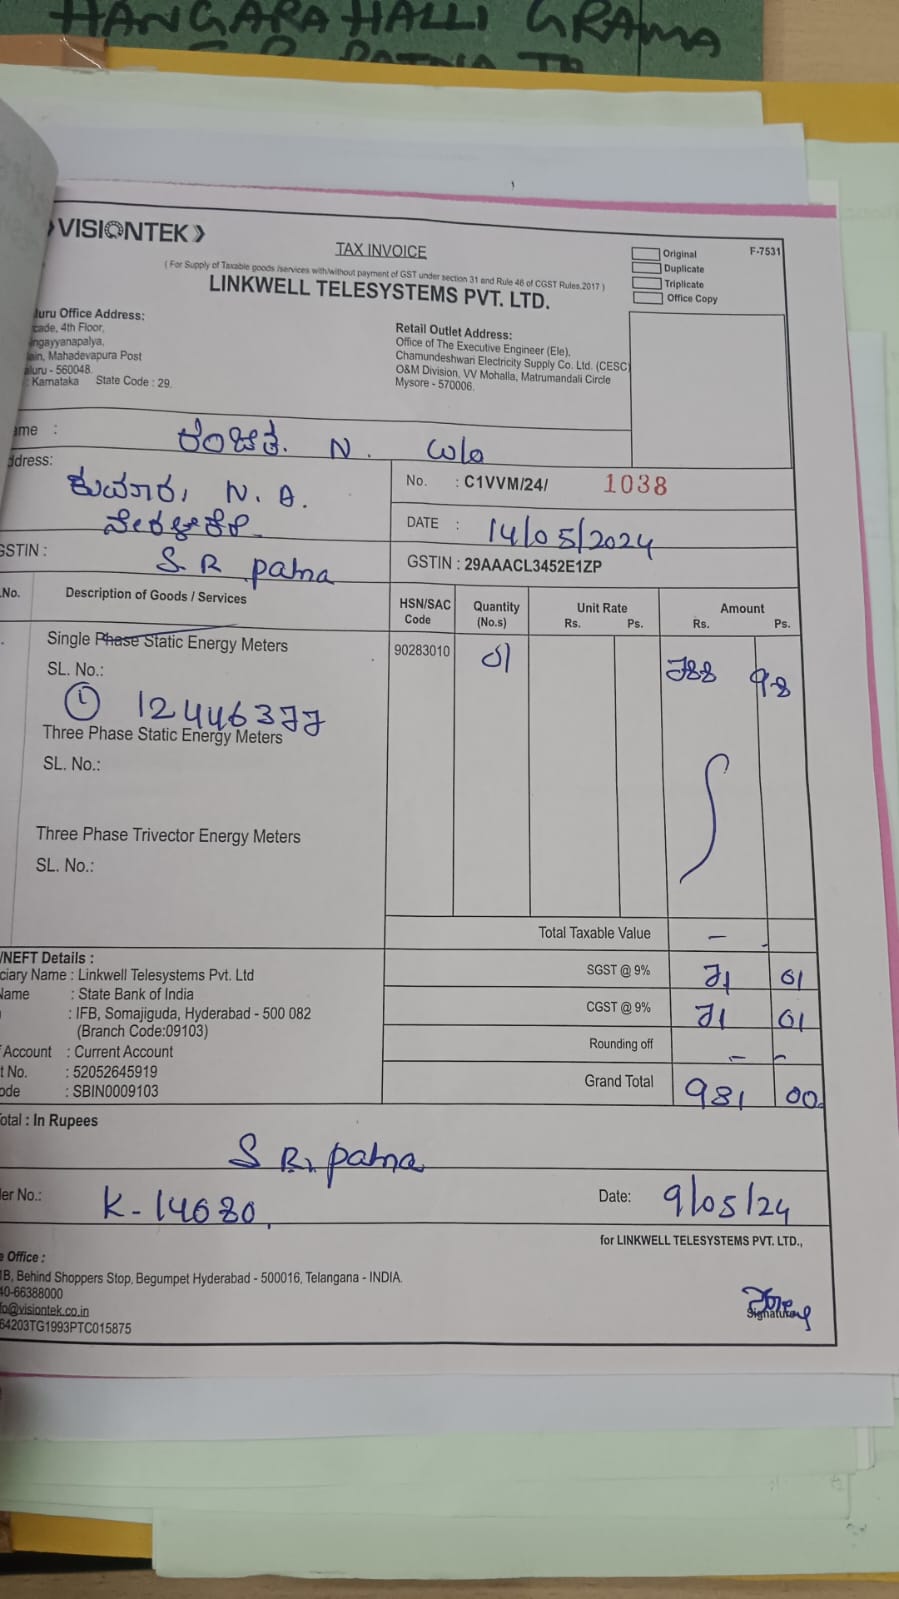 HANGARAHALLI GRAMA
VISIONTEK
TAX INVOICE
F-7531
(For Supply of Taxable goods /services with/without payment of GST under section 31 and Rule 46 of CGST Rules,2017)
LINKWELL TELESYSTEMS PVT. LTD.
Original
Duplicate
Triplicate
Office Copy
uru Office Address:
cade, 4th Floor,
ngayyanapalya,
ain, Mahadevapura Post
aluru - 560048.
: Karnataka State Code : 29.
Retail Outlet Address:
Office of The Executive Engineer (Ele),
Chamundeshwari Electricity Supply Co. Ltd. (CESC)
O&M Division, VV Mohalla, Matrumandali Circle
Mysore - 570006.
ame : N. W/o
ddress: ಕುಮಾರ, N. A.
S R patna
No. : C1VVM/24/ 1038
DATE : 14/05/2024
GSTIN :
GSTIN : 29AAACL3452E1ZP
.No. Description of Goods / Services HSN/SAC Code Quantity (No.s) Unit Rate Rs. Ps. Amount Rs. Ps.
Single Phase Static Energy Meters 90283010 01 788 98
SL. No.:
① 12446377
Three Phase Static Energy Meters
SL. No.:
Three Phase Trivector Energy Meters
SL. No.:
Total Taxable Value -
SGST @ 9% 71 01
CGST @ 9% 71 01
Rounding off - -
Grand Total 981 00
/NEFT Details :
ciary Name : Linkwell Telesystems Pvt. Ltd
Name : State Bank of India
: IFB, Somajiguda, Hyderabad - 500 082
(Branch Code:09103)
Account : Current Account
t No. : 52052645919
ode : SBIN0009103
otal : In Rupees
S R. patna
er No.: K-14080
Date: 9/05/24
for LINKWELL TELESYSTEMS PVT. LTD.,
e Office :
1B, Behind Shoppers Stop, Begumpet Hyderabad - 500016, Telangana - INDIA.
40-66388000
fo@visiontek.co.in
64203TG1993PTC015875
Signature